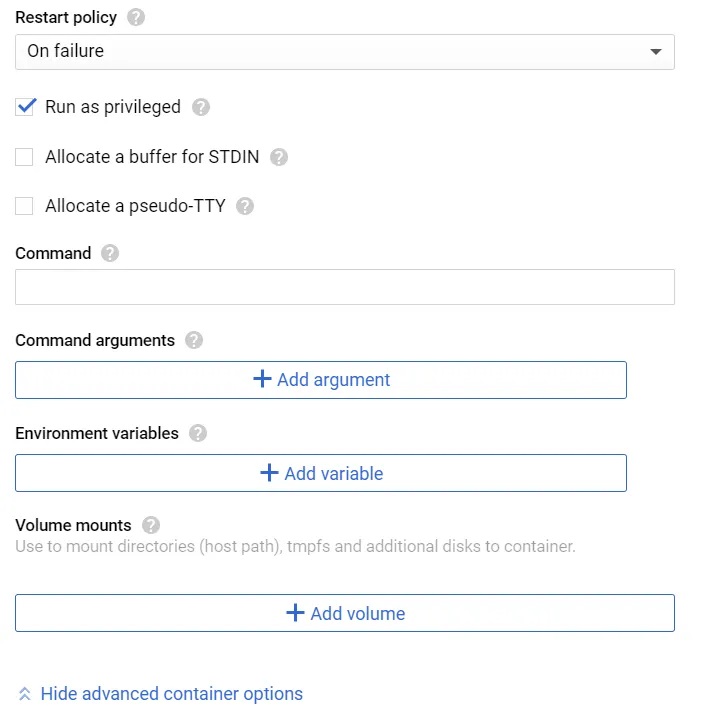 Restart policy ?
On failure
Run as privileged ?
Allocate a buffer for STDIN ?
Allocate a pseudo-TTY ?
Command ?
Command arguments ?
+ Add argument
Environment variables ?
+ Add variable
Volume mounts ?
Use to mount directories (host path), tmpfs and additional disks to container.
+ Add volume
Hide advanced container options